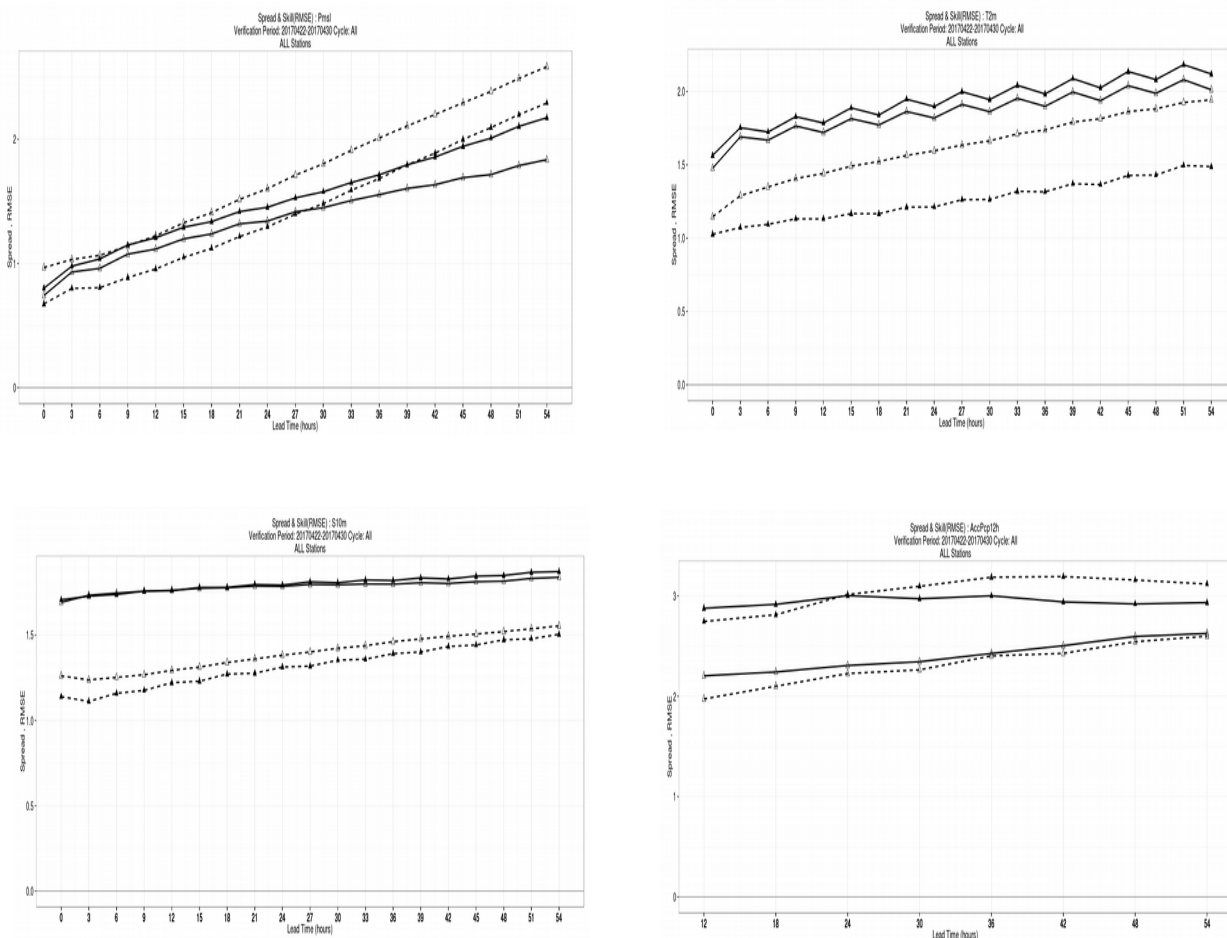 Spread & Skill(RMSE) : Pmsl
Verification Period: 20170422-20170430 Cycle: All
ALL Stations
Spread . RMSE
2
1
0
0 3 6 9 12 15 18 21 24 27 30 33 36 39 42 45 48 51 54
Lead Time (hours)
Spread & Skill(RMSE) : T2m
Verification Period: 20170422-20170430 Cycle: All
ALL Stations
Spread . RMSE
2.0
1.5
1.0
0.5
0.0
0 3 6 9 12 15 18 21 24 27 30 33 36 39 42 45 48 51 54
Lead Time (hours)
Spread & Skill(RMSE) : S10m
Verification Period: 20170422-20170430 Cycle: All
ALL Stations
Spread . RMSE
1.5
1.0
0.5
0.0
0 3 6 9 12 15 18 21 24 27 30 33 36 39 42 45 48 51 54
Lead Time (hours)
Spread & Skill(RMSE) : AccPcp12h
Verification Period: 20170422-20170430 Cycle: All
ALL Stations
Spread . RMSE
3
2
1
0
12 18 24 30 36 42 48 54
Lead Time (hours)